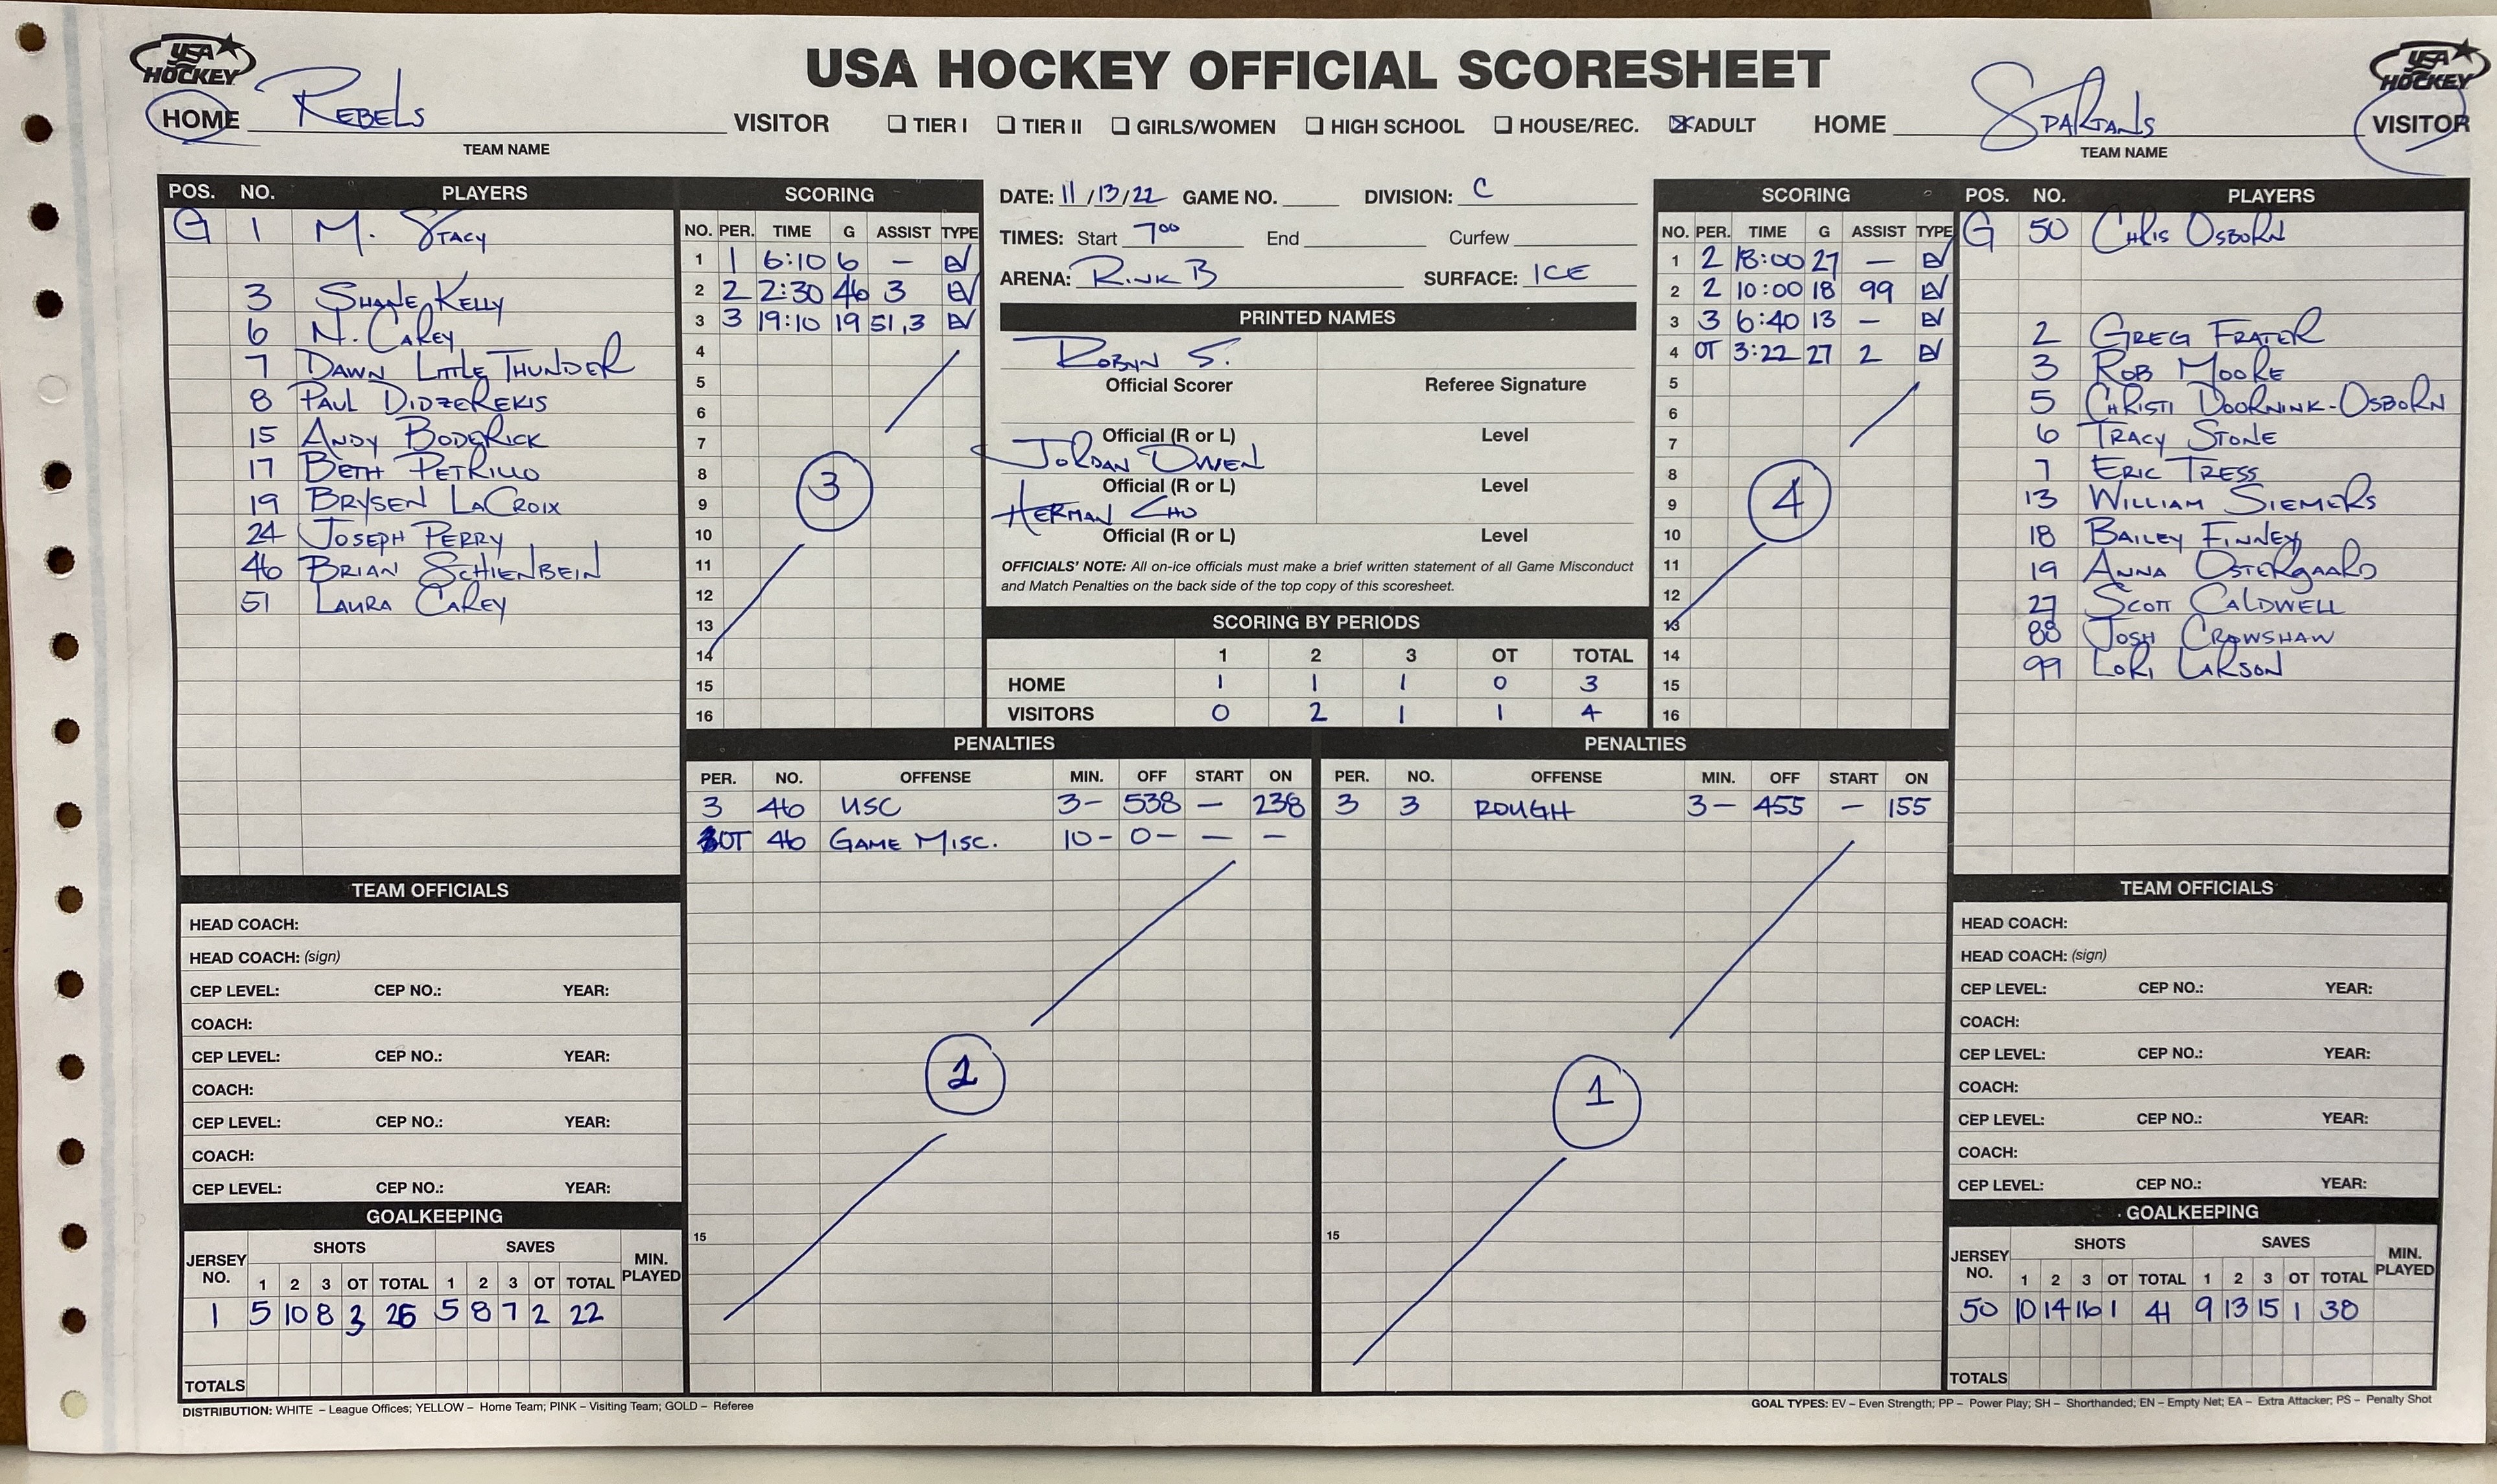 USA HOCKEY
USA HOCKEY OFFICIAL SCORESHEET
USA HOCKEY
HOME Rebels VISITOR
TEAM NAME
☐ TIER I ☐ TIER II ☐ GIRLS/WOMEN ☐ HIGH SCHOOL ☐ HOUSE/REC. ☒ ADULT
HOME Spartans VISITOR
TEAM NAME
POS. NO. PLAYERS
G 1 M. Stacy
3 Shane Kelly
6 N. Carey
7 Dawn Little Thunder
8 Paul Didzerekis
15 Andy Boderick
17 Beth Petrillo
19 Brysen LaCroix
24 Joseph Perry
46 Brian Schienbein
51 Laura Carey
SCORING
NO. PER. TIME G ASSIST TYPE
1 1 6:10 6 — EV
2 2 2:30 46 3 EV
3 3 19:10 19 51,3 EV
4
5
6
7
8
9
10
11
12
13
14
15
16
3
DATE: 11/13/22 GAME NO. DIVISION: C
TIMES: Start 7:00 End Curfew
ARENA: Rink B SURFACE: ICE
PRINTED NAMES
Robyn S.
Official Scorer Referee Signature
Official (R or L) Level
Jordan Owen
Official (R or L) Level
Herman Cho
Official (R or L) Level
OFFICIALS' NOTE: All on-ice officials must make a brief written statement of all Game Misconduct
and Match Penalties on the back side of the top copy of this scoresheet.
SCORING BY PERIODS
1 2 3 OT TOTAL
HOME 1 1 1 0 3
VISITORS 0 2 1 1 4
SCORING
NO. PER. TIME G ASSIST TYPE
1 2 18:00 27 — EV
2 2 10:00 18 99 EV
3 3 6:40 13 — EV
4 OT 3:22 27 2 EV
5
6
7
8
9
10
11
12
13
14
15
16
4
POS. NO. PLAYERS
G 50 Chris Osborn
2 Greg Frater
3 Rob Moore
5 Christi Doornink-Osborn
6 Tracy Stone
7 Eric Tress
13 William Siemers
18 Bailey Finney
19 Anna Ostergaard
27 Scott Caldwell
88 Josh Crowshaw
99 Lori Larson
PENALTIES
PER. NO. OFFENSE MIN. OFF START ON
3 46 USC 3- 538 — 238
OT 46 Game Misc. 10- 0- — —
2
15
PENALTIES
PER. NO. OFFENSE MIN. OFF START ON
3 3 ROUGH 3- 455 — 155
1
15
TEAM OFFICIALS
HEAD COACH:
HEAD COACH: (sign)
CEP LEVEL: CEP NO.: YEAR:
COACH:
CEP LEVEL: CEP NO.: YEAR:
COACH:
CEP LEVEL: CEP NO.: YEAR:
COACH:
CEP LEVEL: CEP NO.: YEAR:
GOALKEEPING
JERSEY NO. SHOTS SAVES MIN. PLAYED
1 2 3 OT TOTAL 1 2 3 OT TOTAL
1 5 10 8 3 26 5 8 7 2 22
TOTALS
TEAM OFFICIALS
HEAD COACH:
HEAD COACH: (sign)
CEP LEVEL: CEP NO.: YEAR:
COACH:
CEP LEVEL: CEP NO.: YEAR:
COACH:
CEP LEVEL: CEP NO.: YEAR:
COACH:
CEP LEVEL: CEP NO.: YEAR:
GOALKEEPING
JERSEY NO. SHOTS SAVES MIN. PLAYED
1 2 3 OT TOTAL 1 2 3 OT TOTAL
50 10 14 16 1 41 9 13 15 1 38
TOTALS
DISTRIBUTION: WHITE – League Offices; YELLOW – Home Team; PINK – Visiting Team; GOLD – Referee
GOAL TYPES: EV – Even Strength; PP – Power Play; SH – Shorthanded; EN – Empty Net; EA – Extra Attacker; PS – Penalty Shot